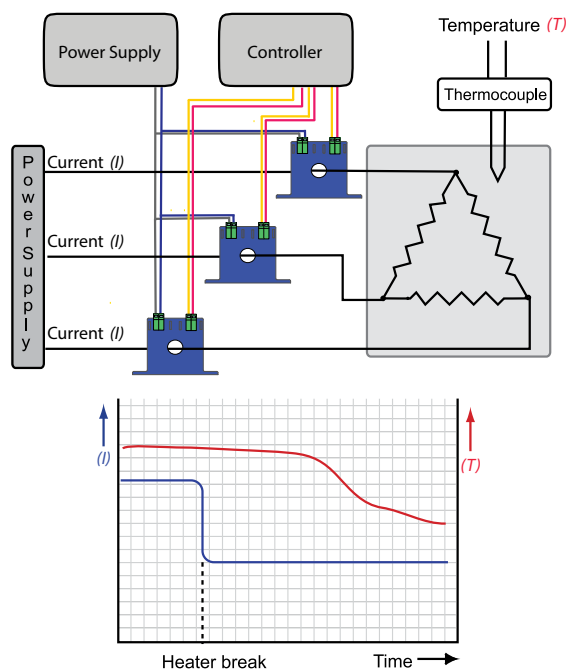 Power Supply
Controller
Temperature (T)
Thermocouple
Power Supply
Current (I)
Current (I)
Current (I)
(I)
(T)
Heater break
Time